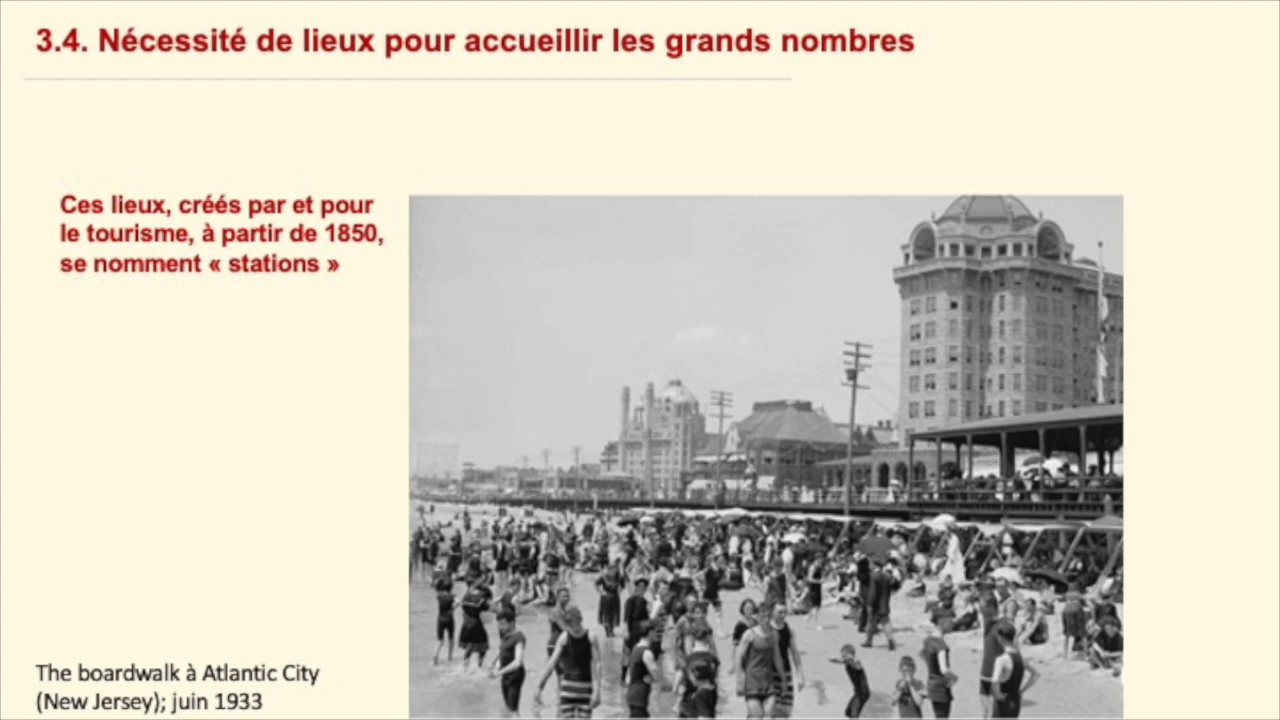 3.4. Nécessité de lieux pour accueillir les grands nombres
Ces lieux, créés par et pour
le tourisme, à partir de 1850,
se nomment « stations »
The boardwalk à Atlantic City
(New Jersey); juin 1933